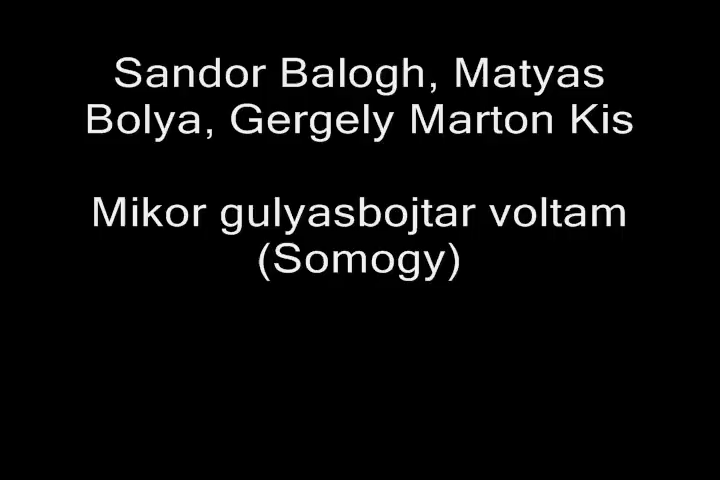 Sandor Balogh, Matyas
Bolya, Gergely Marton Kis
Mikor gulyasbojtar voltam
(Somogy)